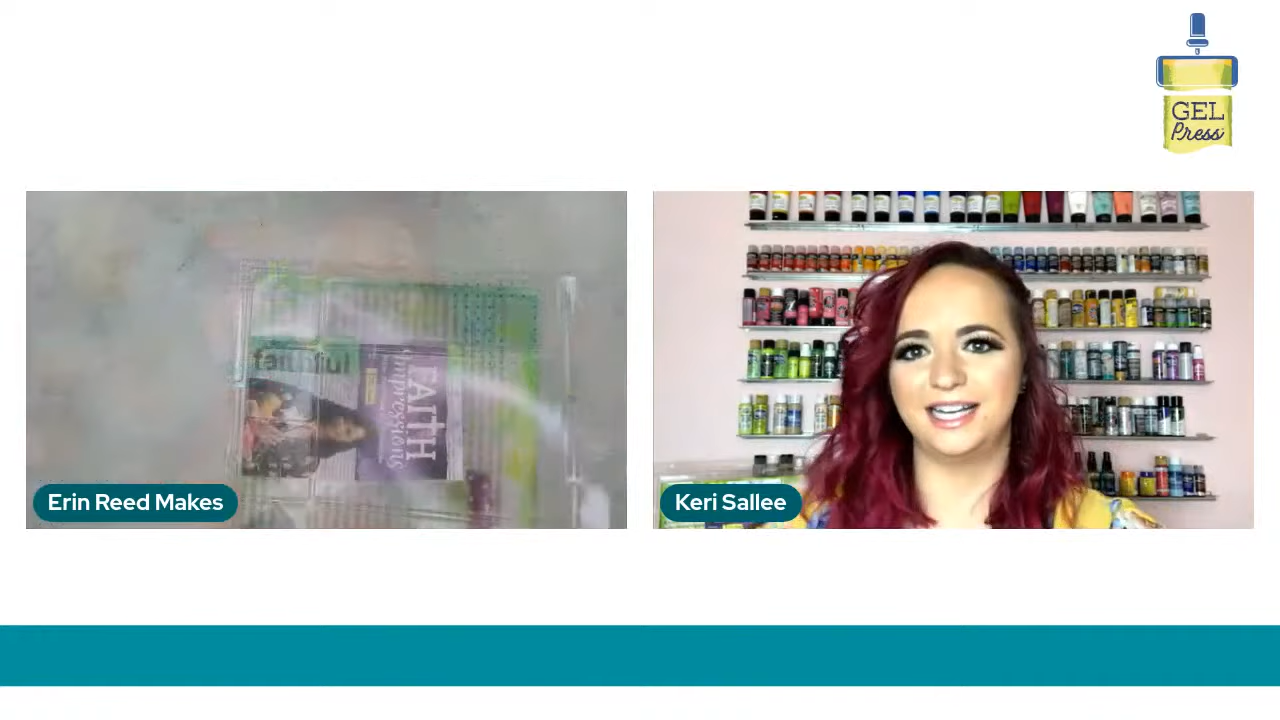 GEL
Press
faithful
FAITH
impressions
Erin Reed Makes
Keri Sallee